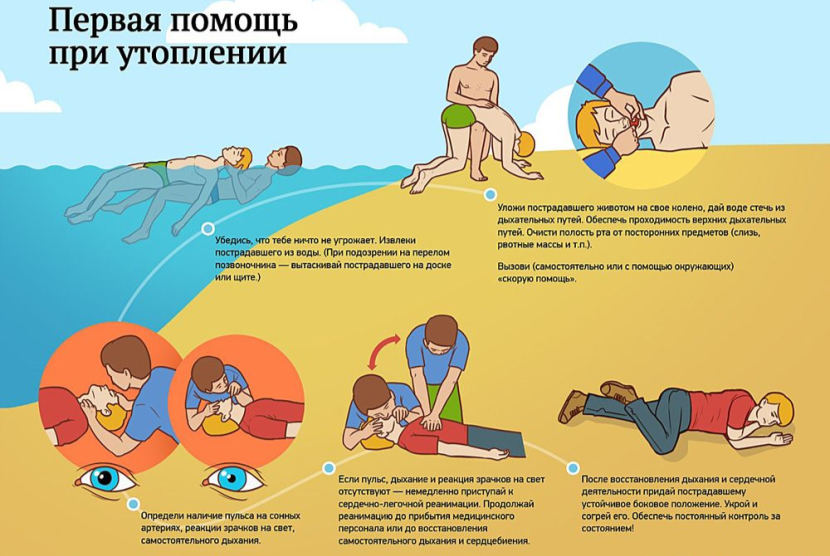 Первая помощь
при утоплении
Убедись, что тебе ничто не угрожает. Извлеки
пострадавшего из воды. (При подозрении на перелом
позвоночника — вытаскивай пострадавшего на доске
или щите.)
Уложи пострадавшего животом на свое колено, дай воде стечь из
дыхательных путей. Обеспечь проходимость верхних дыхательных
путей. Очисти полость рта от посторонних предметов (слизь,
рвотные массы и т.п.).
Вызови (самостоятельно или с помощью окружающих)
«скорую помощь».
Определи наличие пульса на сонных
артериях, реакции зрачков на свет,
самостоятельного дыхания.
Если пульс, дыхание и реакция зрачков на свет
отсутствуют — немедленно приступай к
сердечно-легочной реанимации. Продолжай
реанимацию до прибытия медицинского
персонала или до восстановления
самостоятельного дыхания и сердцебиения.
После восстановления дыхания и сердечной
деятельности придай пострадавшему
устойчивое боковое положение. Укрой и
согрей его. Обеспечь постоянный контроль за
состоянием!